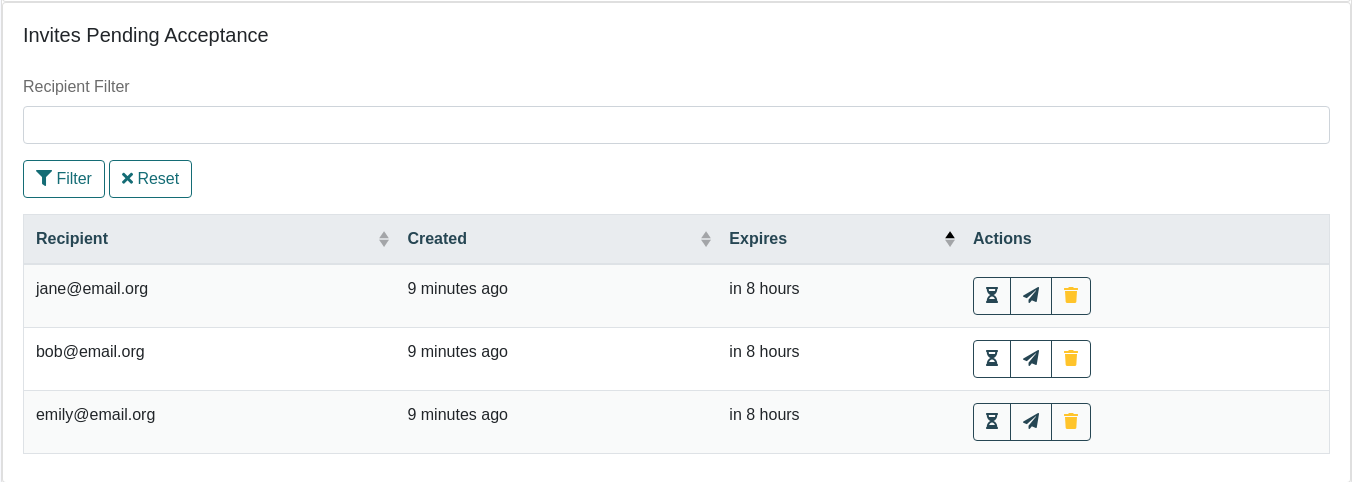 Invites Pending Acceptance
Recipient Filter
Filter Reset
Recipient Created Expires Actions
jane@email.org 9 minutes ago in 8 hours
bob@email.org 9 minutes ago in 8 hours
emily@email.org 9 minutes ago in 8 hours